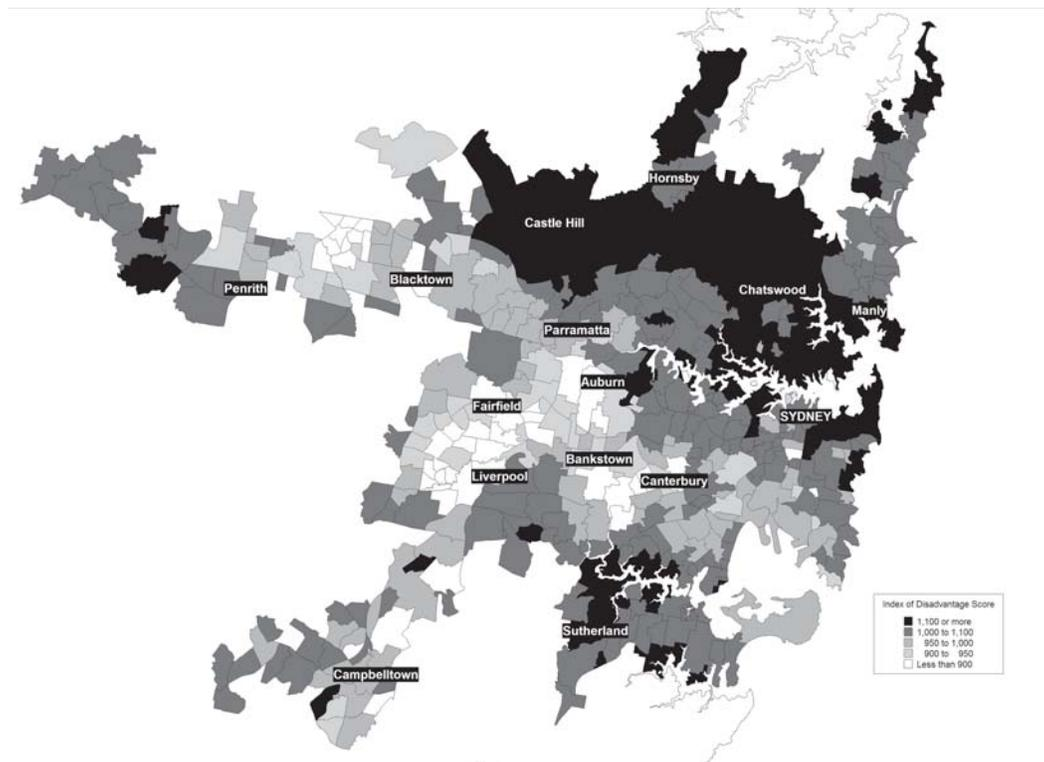 Hornsby
Castle Hill
Penrith
Blacktown
Chatswood
Manly
Parramatta
Auburn
Fairfield
SYDNEY
Bankstown
Liverpool
Canterbury
Sutherland
Campbelltown
Index of Disadvantage Score
1,100 or more
1,000 to 1,100
950 to 1,000
900 to 950
Less than 900